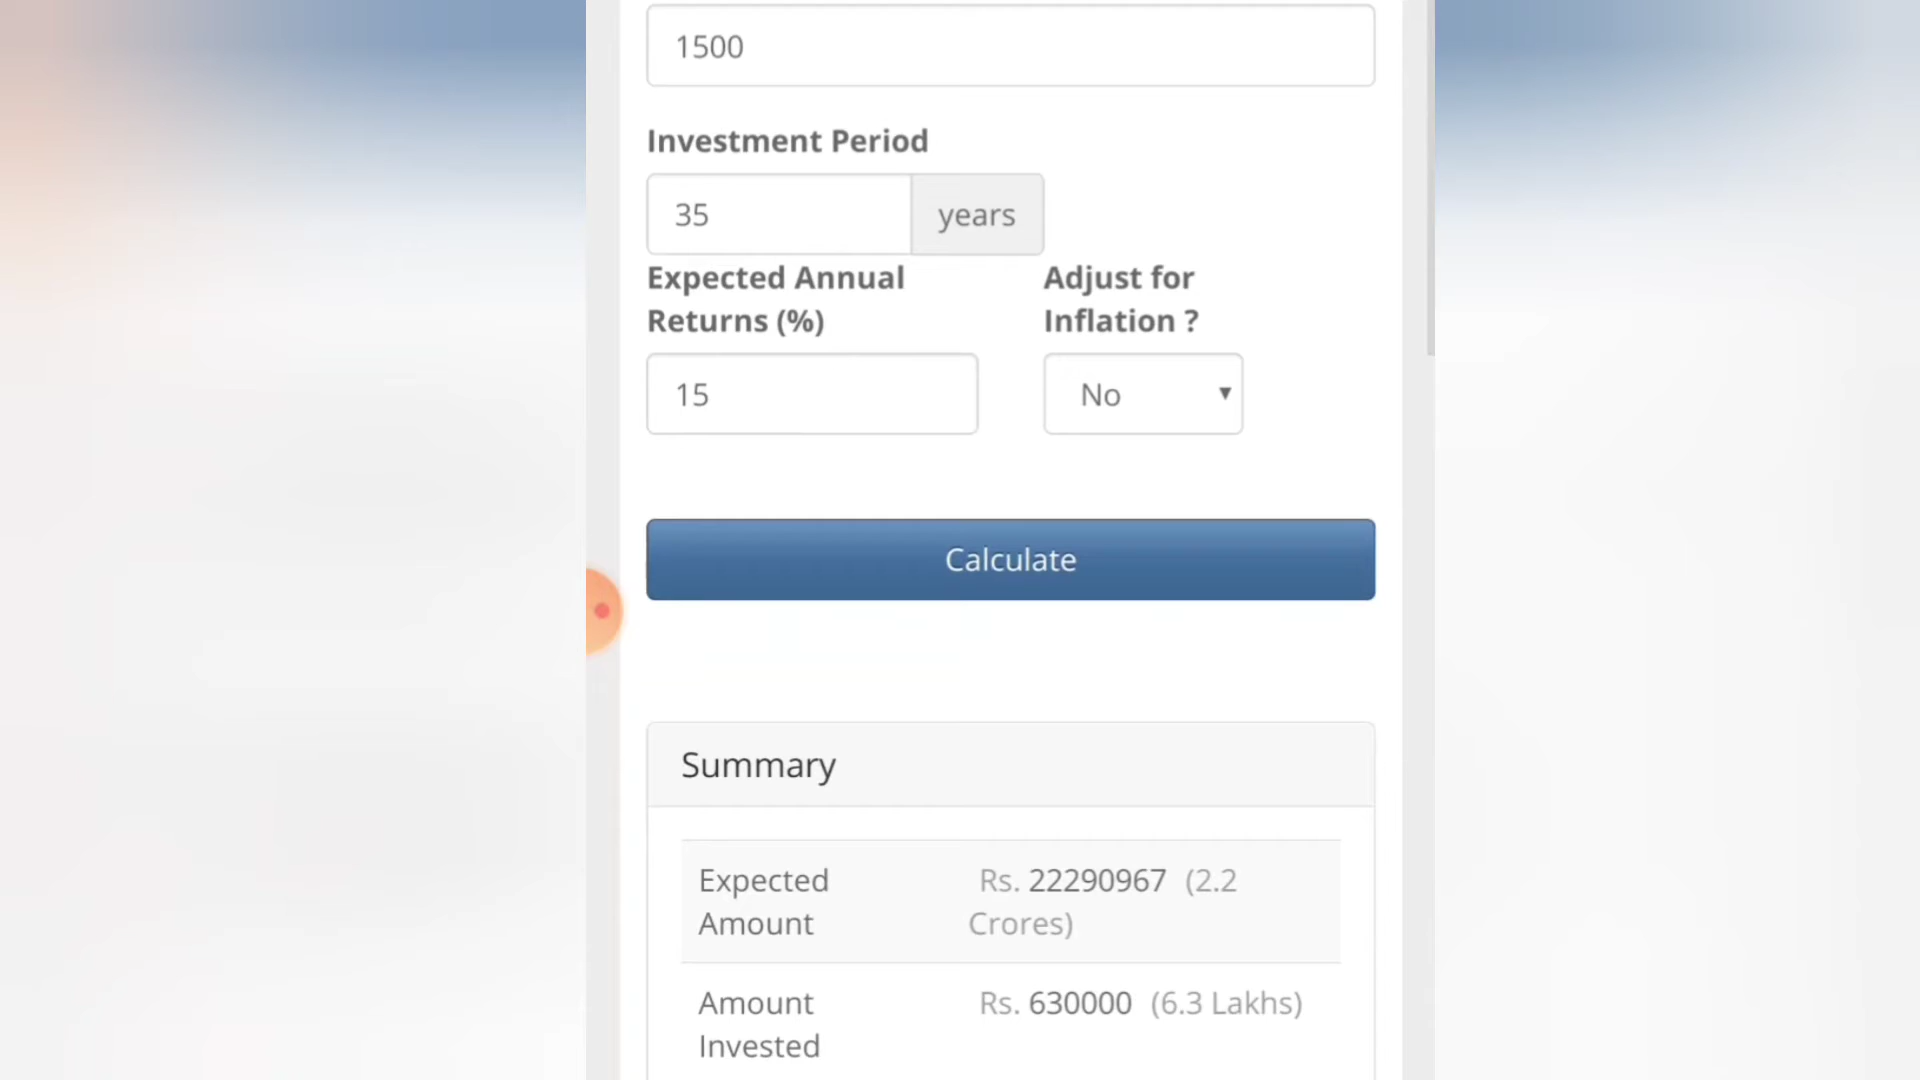 1500
Investment Period
35 years
Expected Annual
Returns (%)
Adjust for
Inflation ?
15
No
Calculate
Summary
Expected
Amount
Rs. 22290967 (2.2
Crores)
Amount
Invested
Rs. 630000 (6.3 Lakhs)